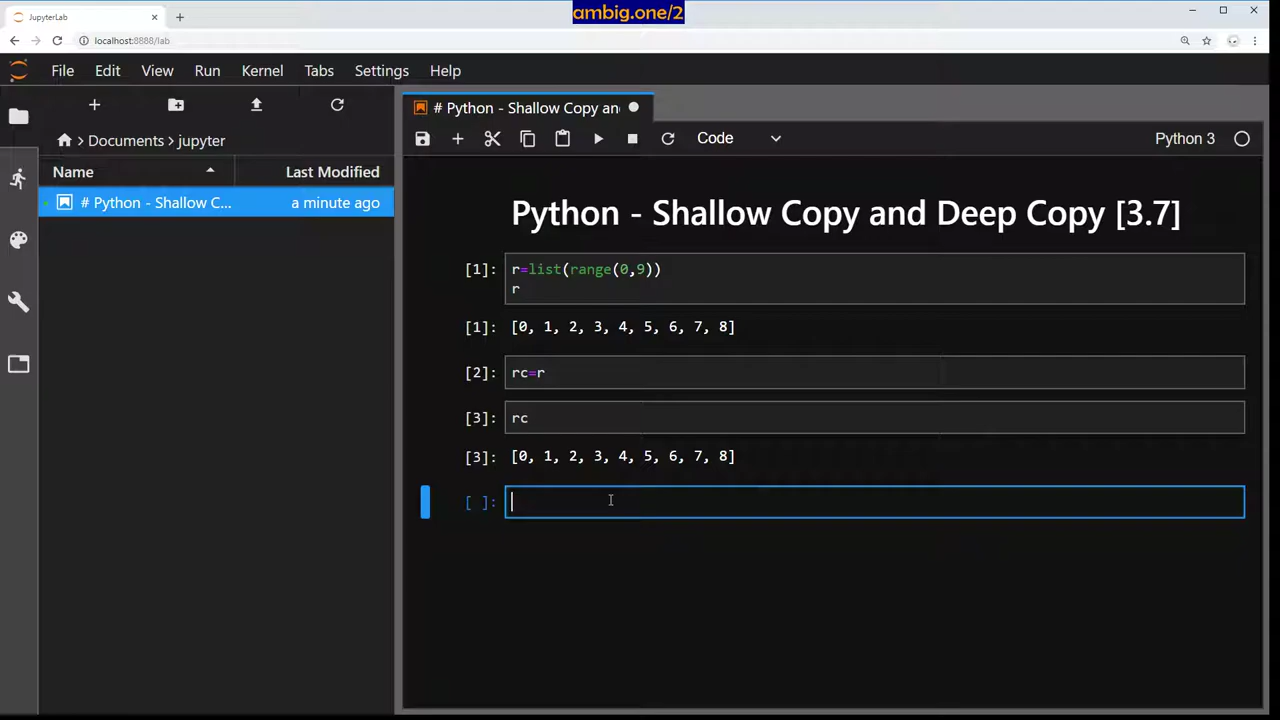 ambig.one/2
JupyterLab
localhost:8888/lab
File Edit View Run Kernel Tabs Settings Help
Documents > jupyter
Name Last Modified
# Python - Shallow C... a minute ago
# Python - Shallow Copy an
Code Python 3
Python - Shallow Copy and Deep Copy [3.7]
[1]: r=list(range(0,9))
r
[1]: [0, 1, 2, 3, 4, 5, 6, 7, 8]
[2]: rc=r
[3]: rc
[3]: [0, 1, 2, 3, 4, 5, 6, 7, 8]
[ ]: